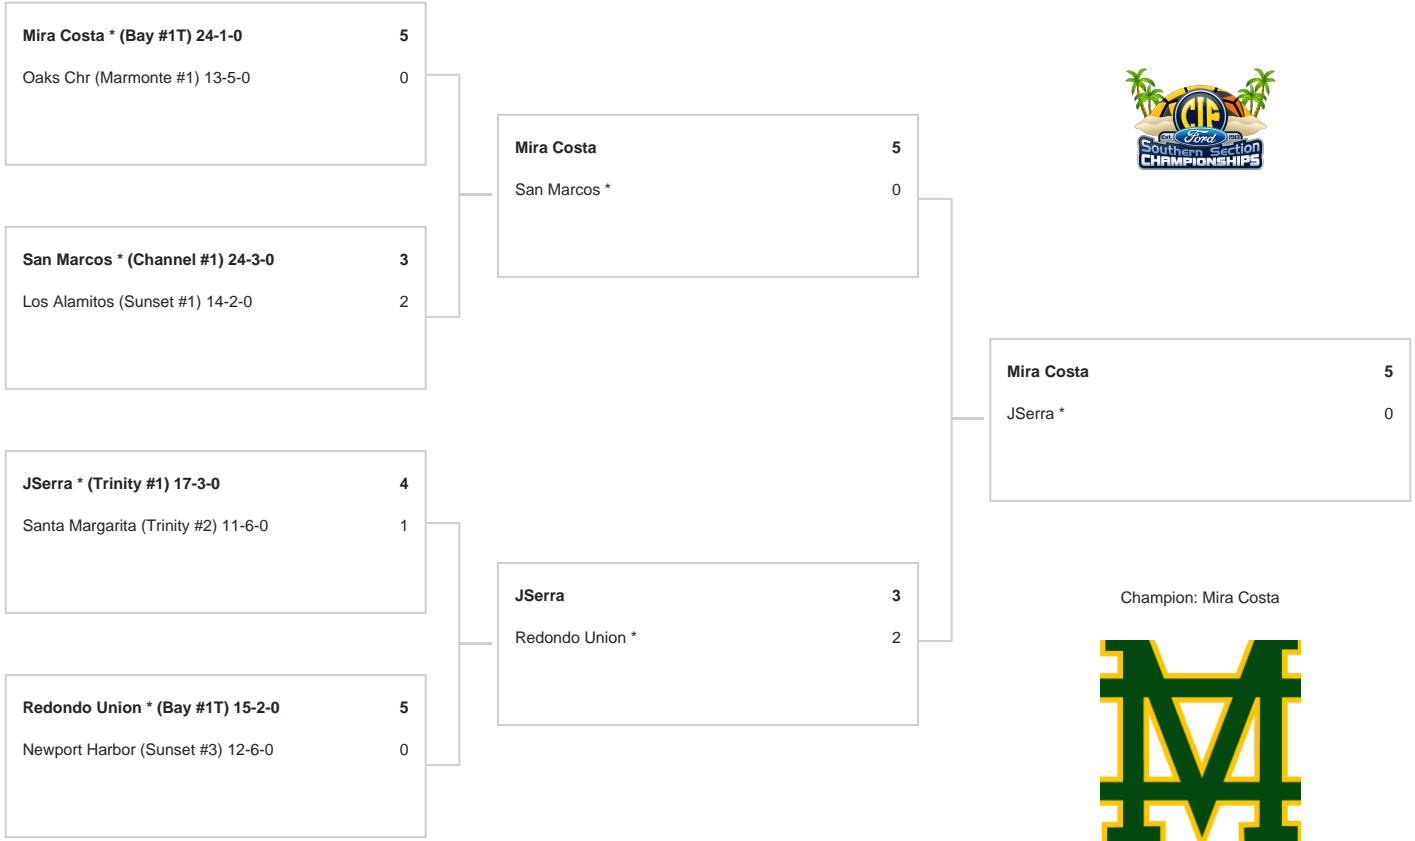 Mira Costa * (Bay #1T) 24-1-0 5
Oaks Chr (Marmonte #1) 13-5-0 0
San Marcos * (Channel #1) 24-3-0 3
Los Alamitos (Sunset #1) 14-2-0 2
JSerra * (Trinity #1) 17-3-0 4
Santa Margarita (Trinity #2) 11-6-0 1
Redondo Union * (Bay #1T) 15-2-0 5
Newport Harbor (Sunset #3) 12-6-0 0
Mira Costa 5
San Marcos * 0
JSerra 3
Redondo Union * 2
CIF
Est. Ford 1913
Southern Section
CHAMPIONSHIPS
Mira Costa 5
JSerra * 0
Champion: Mira Costa